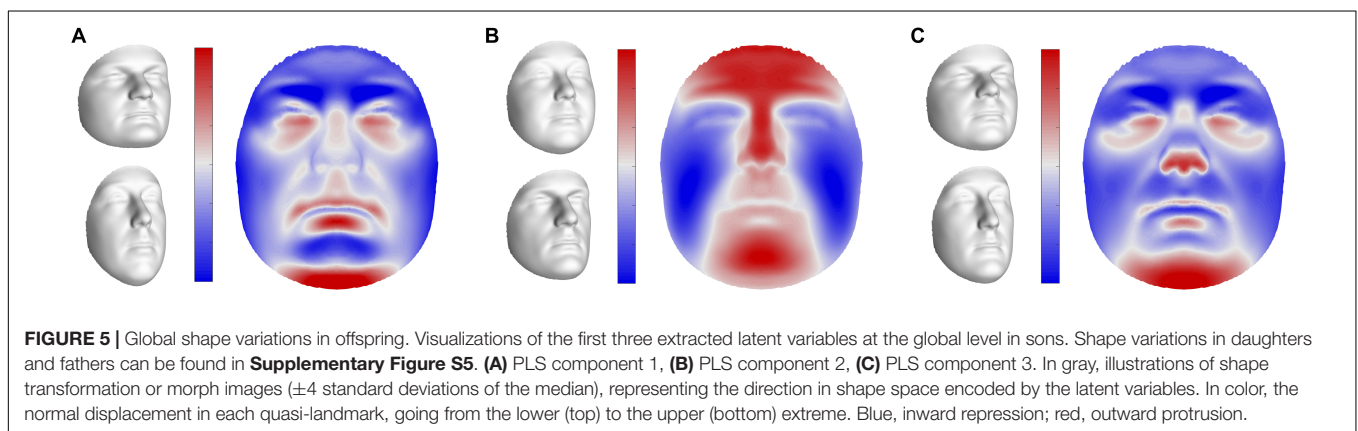 A
B
C
FIGURE 5 | Global shape variations in offspring. Visualizations of the first three extracted latent variables at the global level in sons. Shape variations in daughters
and fathers can be found in Supplementary Figure S5. (A) PLS component 1, (B) PLS component 2, (C) PLS component 3. In gray, illustrations of shape
transformation or morph images (±4 standard deviations of the median), representing the direction in shape space encoded by the latent variables. In color, the
normal displacement in each quasi-landmark, going from the lower (top) to the upper (bottom) extreme. Blue, inward repression; red, outward protrusion.